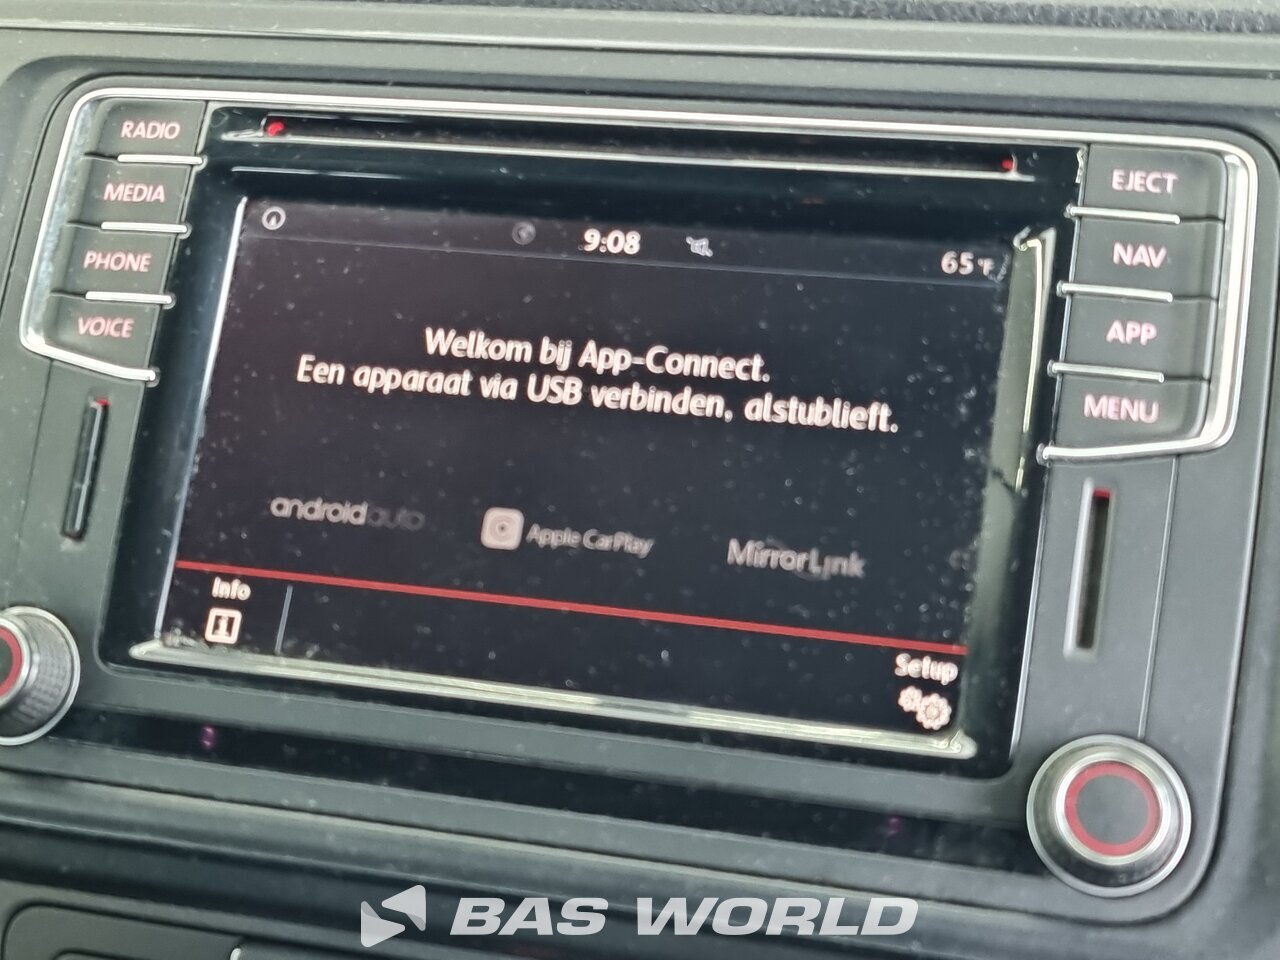 RADIO
MEDIA
PHONE
VOICE
EJECT
NAV
APP
MENU
9:08
65 °F
Welkom bij App-Connect.
Een apparaat via USB verbinden, alstublieft.
androidauto
Apple CarPlay
MirrorLink
Info
Setup
BAS WORLD